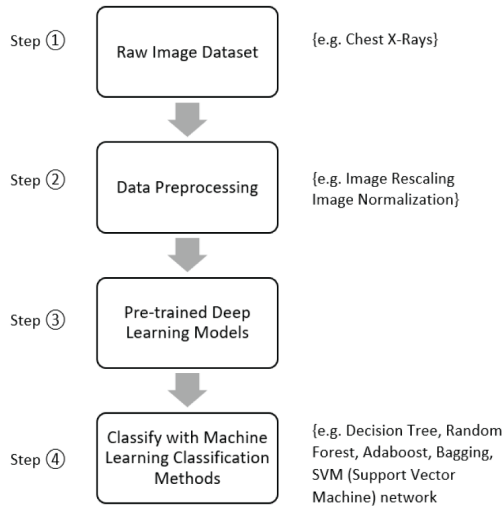 Step ①
Raw Image Dataset
{e.g. Chest X-Rays}
Step ②
Data Preprocessing
{e.g. Image Rescaling
Image Normalization}
Step ③
Pre-trained Deep
Learning Models
Step ④
Classify with Machine
Learning Classification
Methods
{e.g. Decision Tree, Random
Forest, Adaboost, Bagging,
SVM (Support Vector
Machine) network